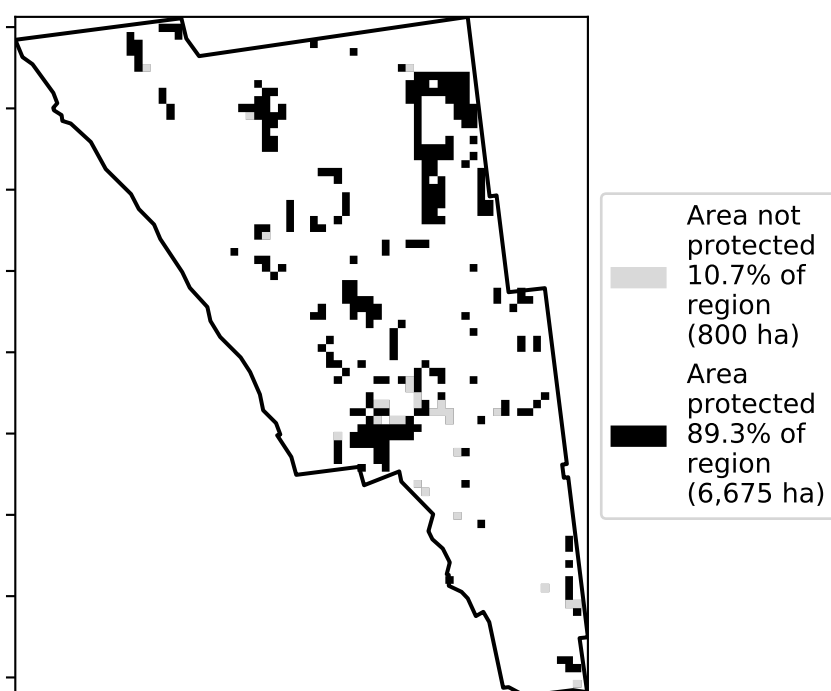 Area not
protected
10.7% of
region
(800 ha)
Area
protected
89.3% of
region
(6,675 ha)